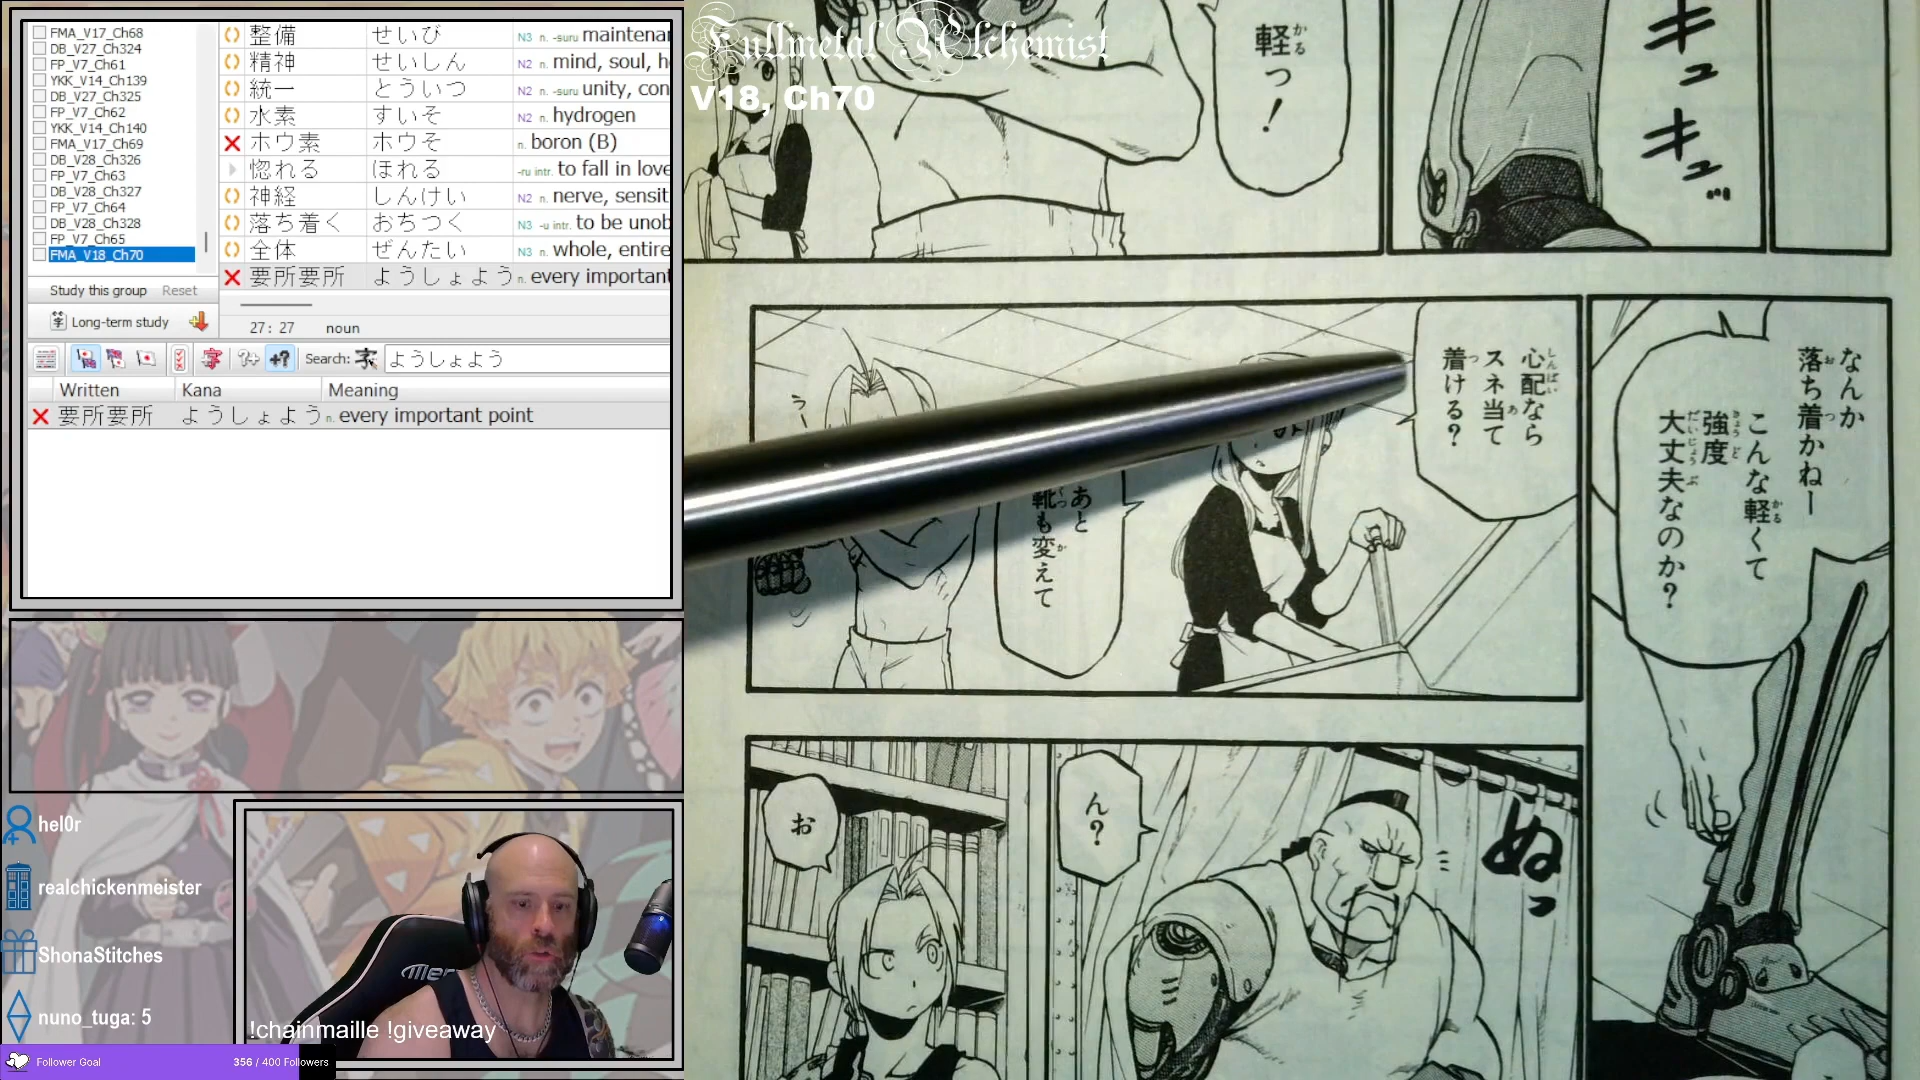 FMA_V17_Ch68
DB_V27_Ch324
FP_V7_Ch61
YKK_V14_Ch139
DB_V27_Ch325
FP_V7_Ch62
YKK_V14_Ch140
FMA_V17_Ch69
DB_V28_Ch326
FP_V7_Ch63
DB_V28_Ch327
FP_V7_Ch64
DB_V28_Ch328
FP_V7_Ch65
FMA_V18_Ch70
Study this group Reset
Long-term study
整備 せいび N3 n. -suru maintenan
精神 せいしん N2 n. mind, soul, h
統一 とういつ N2 n. -suru unity, con
水素 すいそ N2 n. hydrogen
ホウ素 ホウそ n. boron (B)
惚れる ほれる -ru intr. to fall in love
神経 しんけい N2 n. nerve, sensit
落ち着く おちつく N3 -u intr. to be unob
全体 ぜんたい N3 n. whole, entire
要所要所 ようしょよう n. every important
27: 27 noun
Search: ようしょよう
Written Kana Meaning
要所要所 ようしょよう n. every important point
Fullmetal Alchemist
V18, Ch70
軽っ!
キュ
キュ
なんか
落ち着かねー
こんな軽くて
強度
大丈夫なのか?
心配なら
スネ当て
着ける?
あと
靴も変えて
うー
ぬっ
ん?
お
hel0r
realchickenmeister
ShonaStitches
nuno_tuga: 5
!chainmaille !giveaway
Follower Goal 356 / 400 Followers